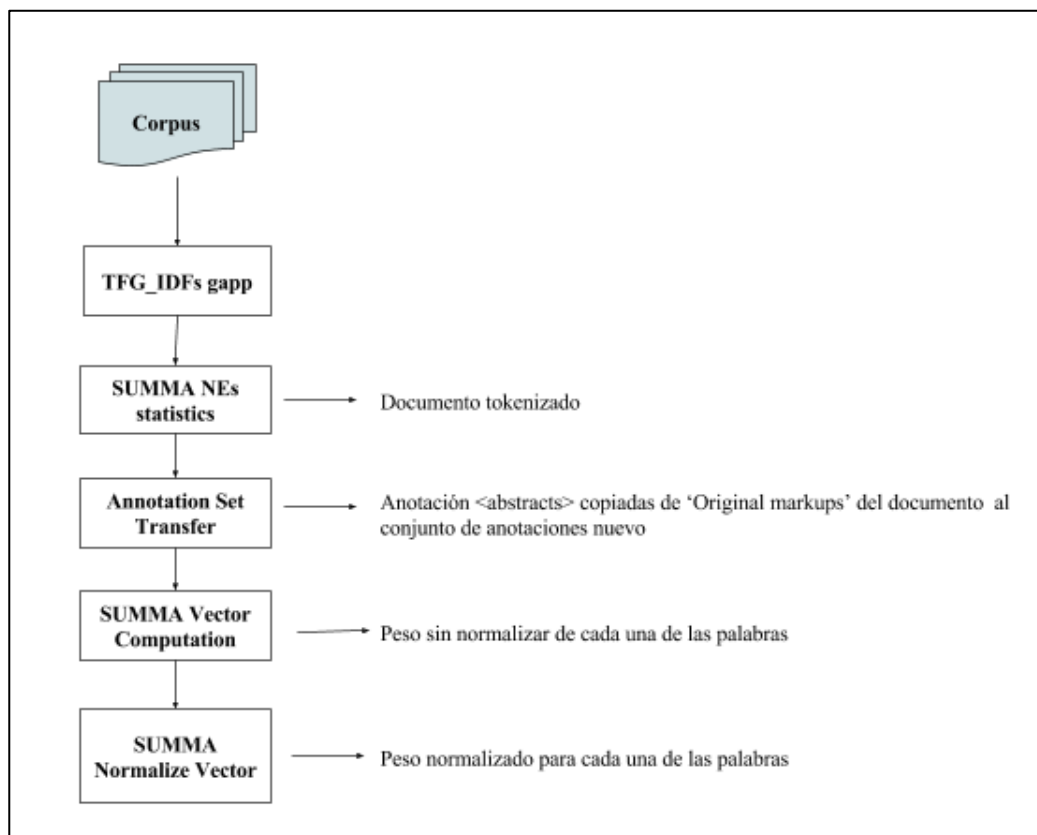 Corpus
TFG_IDFs gapp
SUMMA NEs
statistics
Documento tokenizado
Annotation Set
Transfer
Anotación <abstracts> copiadas de ‘Original markups’ del documento al
conjunto de anotaciones nuevo
SUMMA Vector
Computation
Peso sin normalizar de cada una de las palabras
SUMMA
Normalize Vector
Peso normalizado para cada una de las palabras